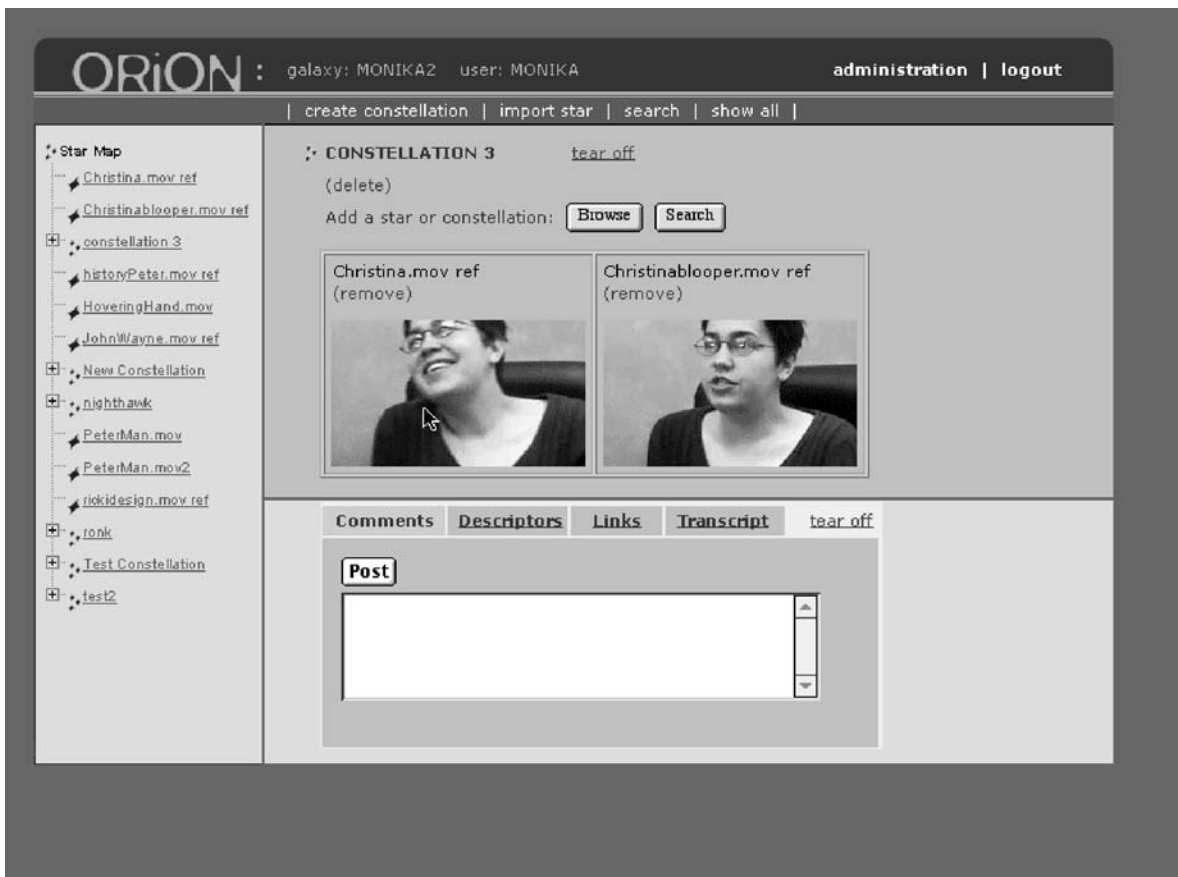 ORiON :
galaxy: MONIKA2 user: MONIKA
administration | logout
| create constellation | import star | search | show all |
Star Map
Christina.mov ref
Christinablooper.mov ref
constellation 3
historyPeter.mov ref
HoveringHand.mov
JohnWayne.mov ref
New Constellation
nighthawk
PeterMan.mov
PeterMan.mov2
rickidesign.mov ref
ronk
Test Constellation
test2
CONSTELLATION 3 tear off
(delete)
Add a star or constellation: Browse Search
Christina.mov ref
(remove)
Christinablooper.mov ref
(remove)
Comments Descriptors Links Transcript tear off
Post